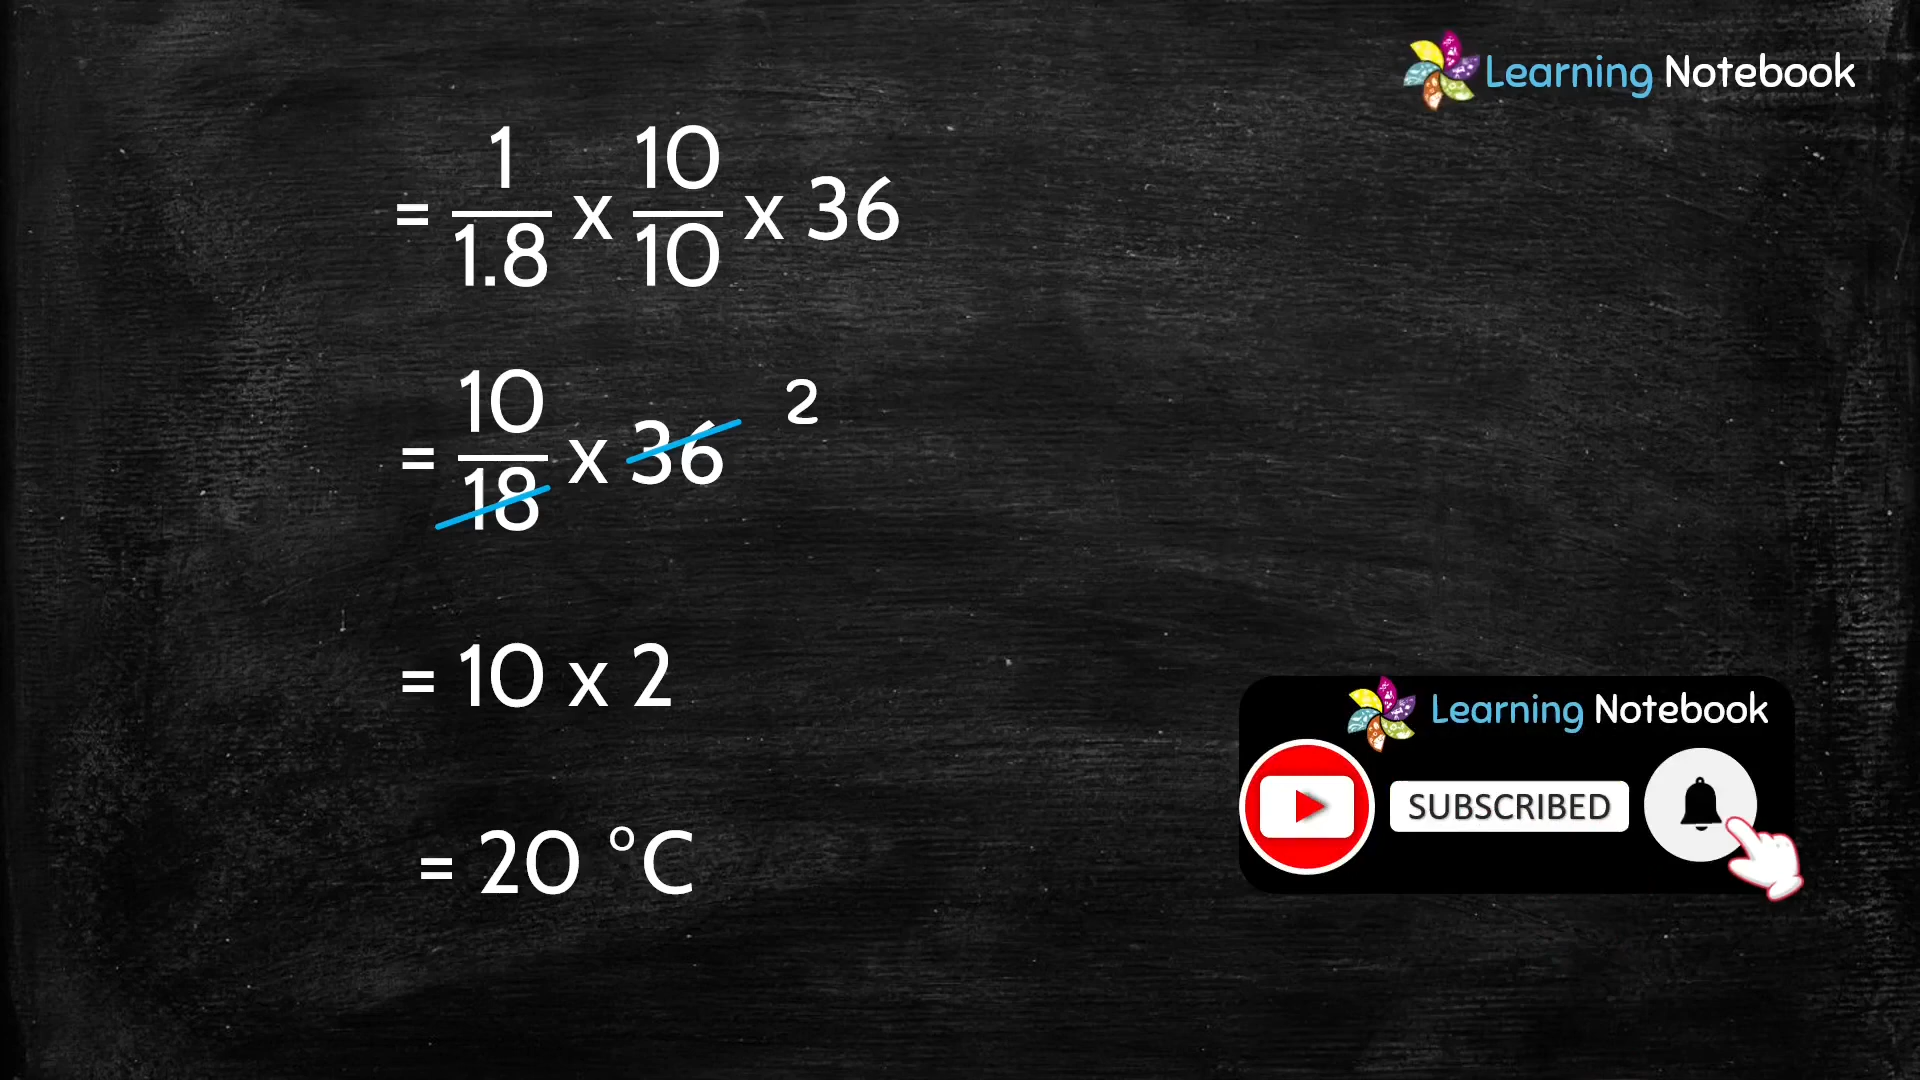 Learning Notebook
= 1/1.8 x 10/10 x 36
= 10/18 x 36 2
= 10 x 2
= 20 °C
Learning Notebook
SUBSCRIBED